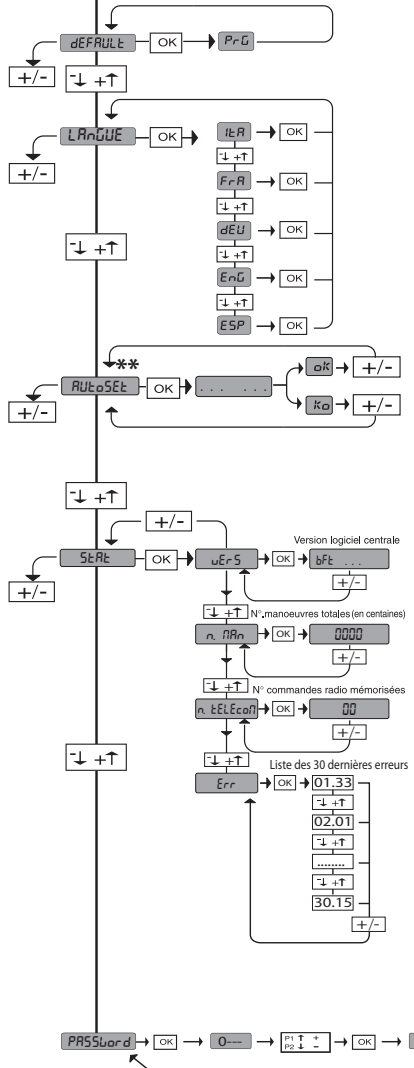 dEFAULt OK PrG
+/- - +
LAnGUE OK ItA OK
+/- - +
FrA OK
- +
- + dEU OK
- +
EnG OK
- +
ESP OK
**
AUtoSEt OK ... ... oK +/-
+/- Ko +/-
- +
+/-
Version logiciel centrale
StAt OK vErS OK bFt ...
+/- +/-
- + N°.manoeuvres totales (en centaines)
n. MAn OK 0000
+/-
- + N° commandes radio mémorisées
n. tELEcoM OK 00
+/-
- + - +
Liste des 30 dernières erreurs
Err OK 01.33
- +
02.01
- +
........
- +
30.15
+/-
PASSword OK 0--- P1 + OK
P2 -